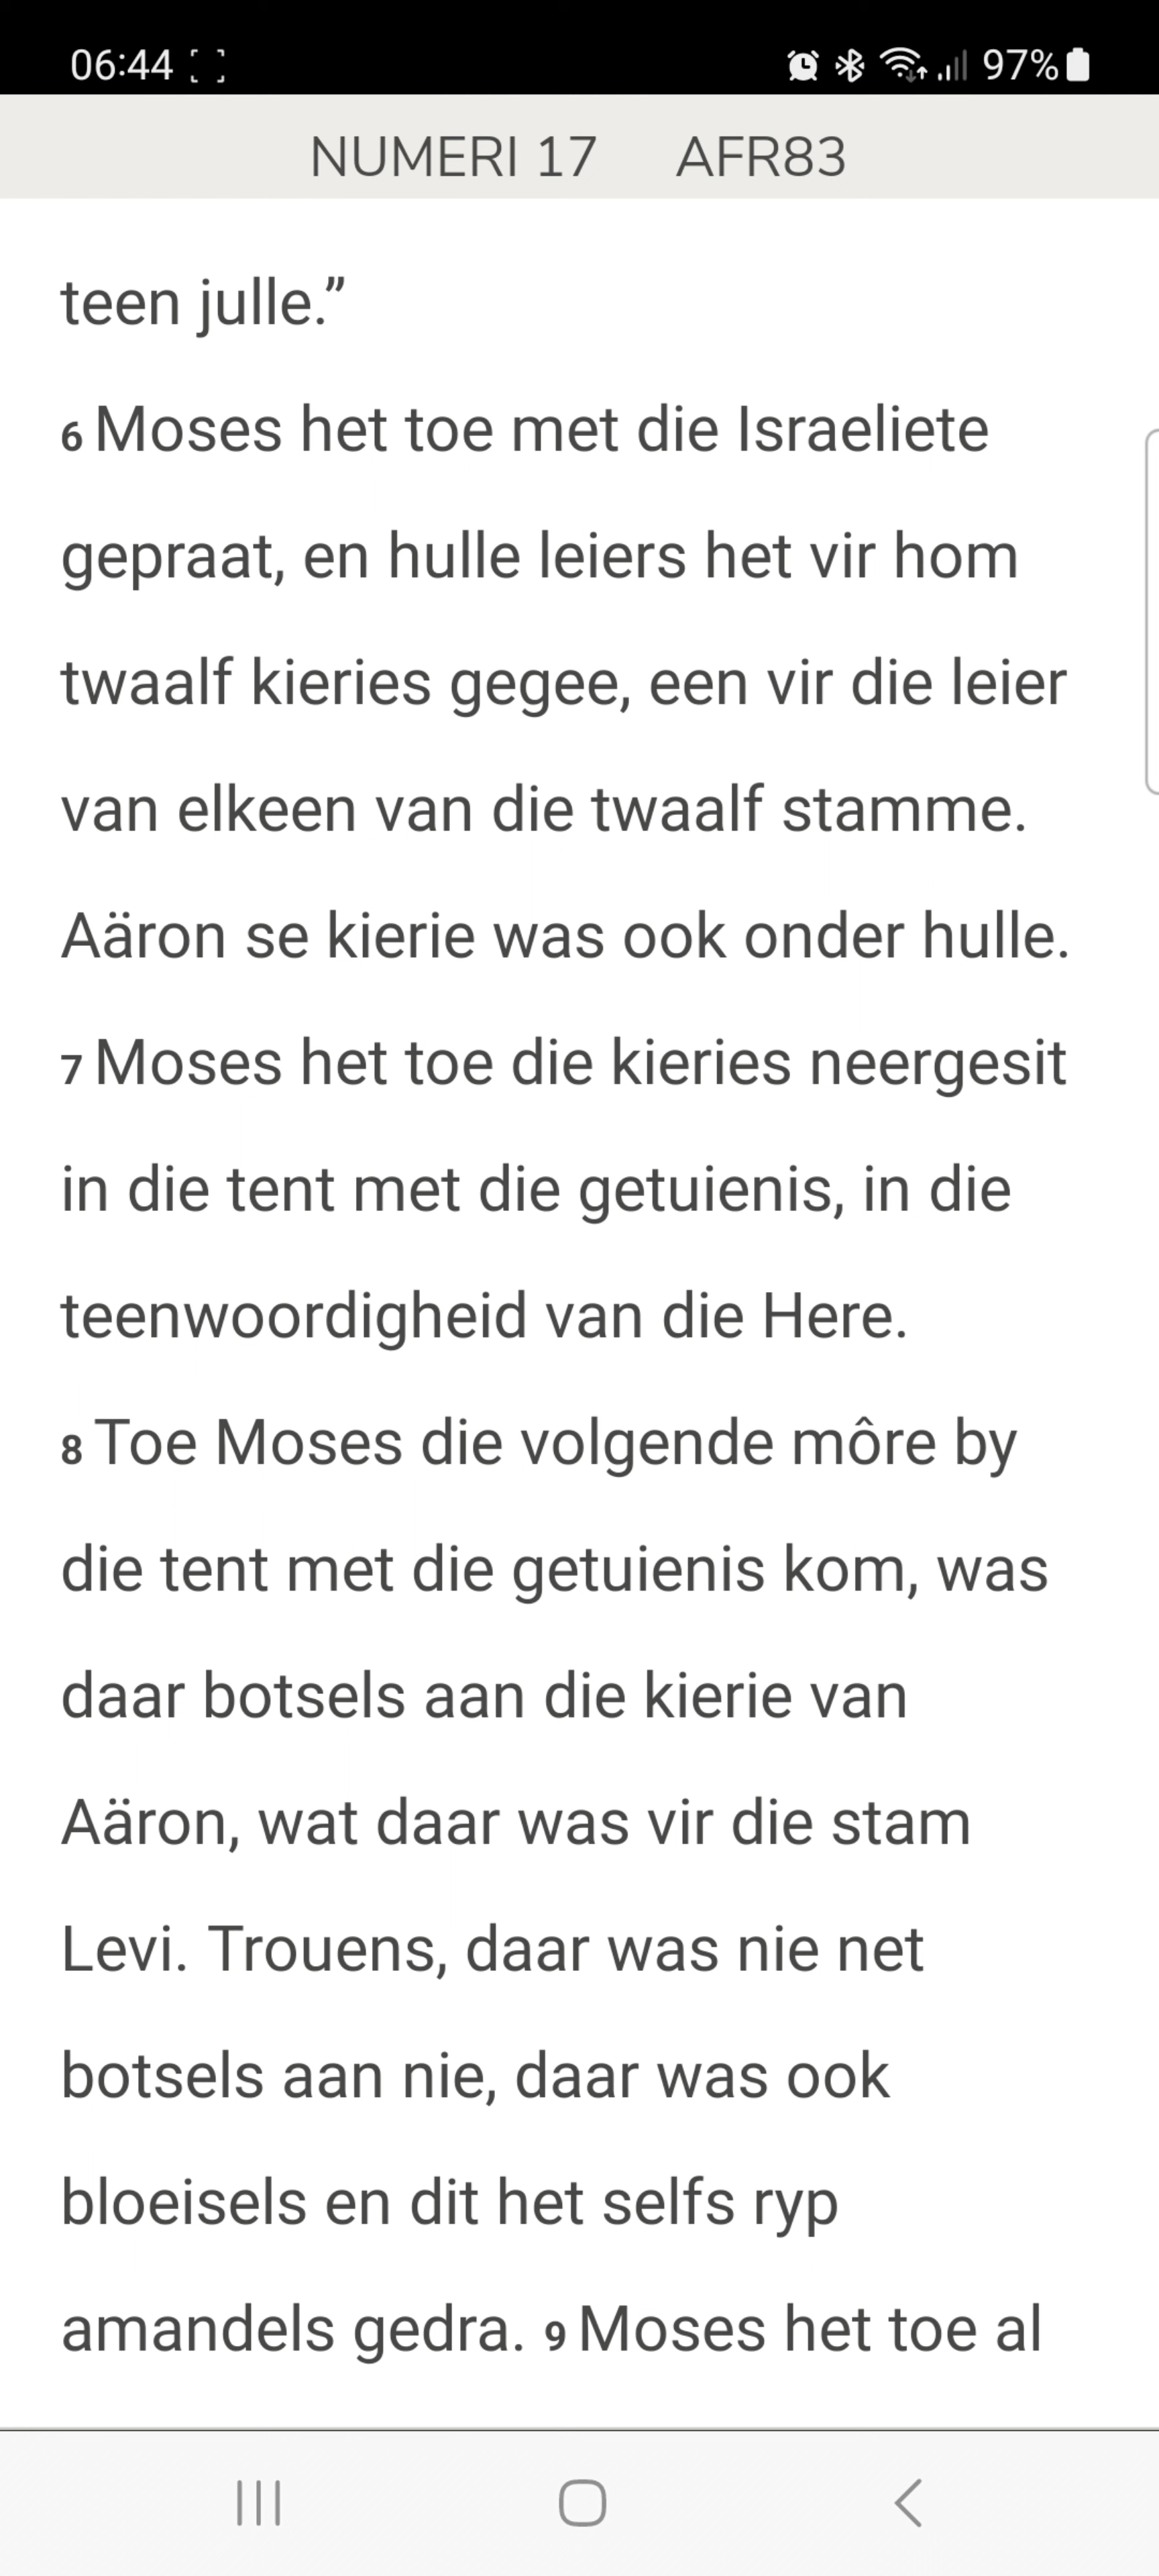 06:44 97%
NUMERI 17 AFR83
teen julle.”
6 Moses het toe met die Israeliete
gepraat, en hulle leiers het vir hom
twaalf kieries gegee, een vir die leier
van elkeen van die twaalf stamme.
Aäron se kierie was ook onder hulle.
7 Moses het toe die kieries neergesit
in die tent met die getuienis, in die
teenwoordigheid van die Here.
8 Toe Moses die volgende môre by
die tent met die getuienis kom, was
daar botsels aan die kierie van
Aäron, wat daar was vir die stam
Levi. Trouens, daar was nie net
botsels aan nie, daar was ook
bloeisels en dit het selfs ryp
amandels gedra. 9 Moses het toe al